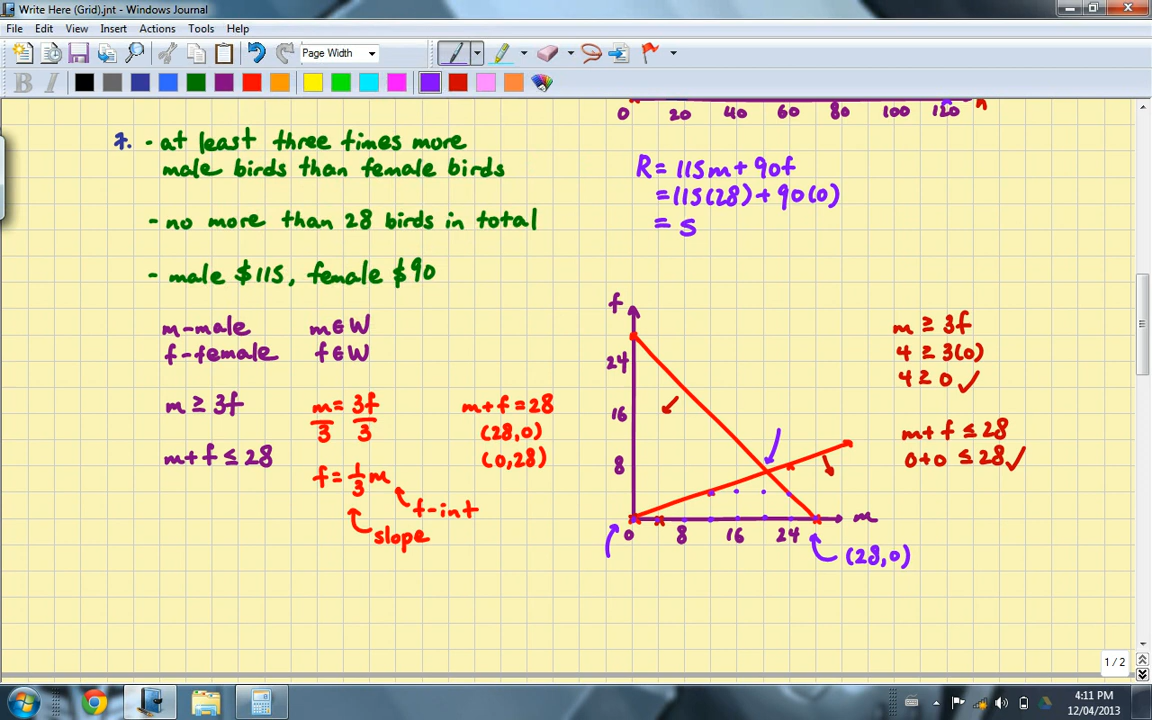 Write Here (Grid).jnt - Windows Journal
File Edit View Insert Actions Tools Help
Page Width
B I
0 20 40 60 80 100 120 n
7. - at least three times more
male birds than female birds
- no more than 28 birds in total
- male $115, female $90
m-male m∈W
f-female f∈W
m ≥ 3f
m+f ≤ 28
m = 3f
3 3
f = 1/3 m
f-int
slope
m+f = 28
(28,0)
(0,28)
R = 115m + 90f
= 115(28) + 90(0)
= s
f
24
16
8
0 8 16 24 m
(28,0)
m ≥ 3f
4 ≥ 3(0)
4 ≥ 0 ✓
m+f ≤ 28
0+0 ≤ 28 ✓
1 / 2
4:11 PM
12/04/2013